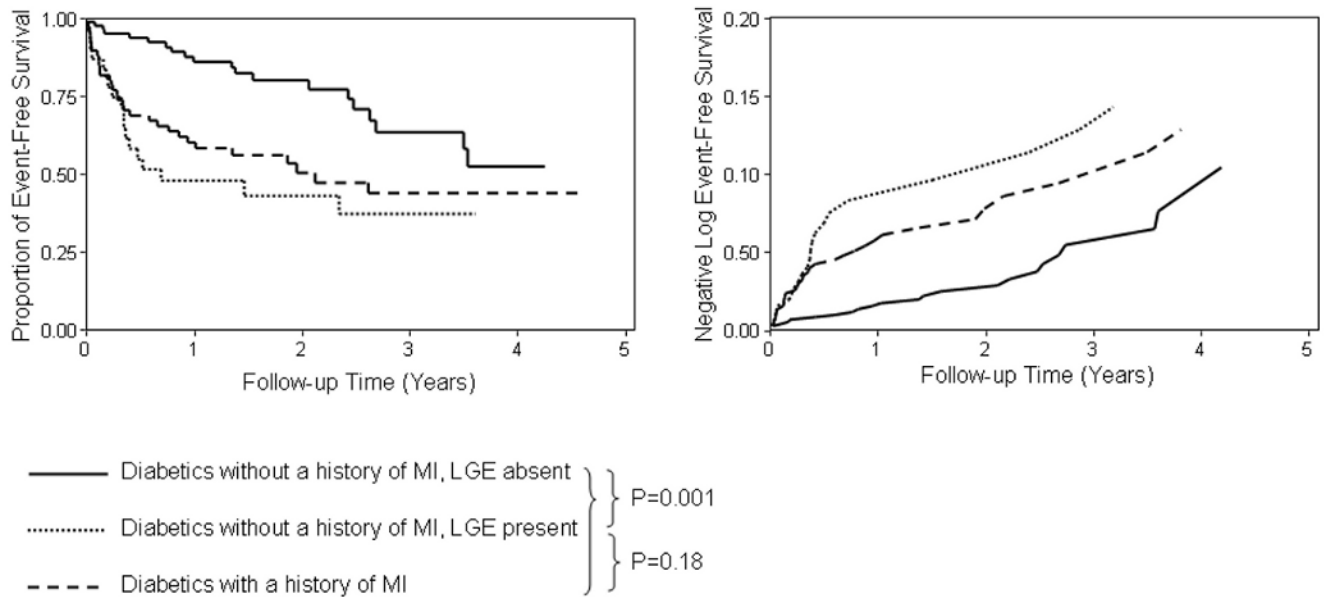 Proportion of Event-Free Survival
1.00
0.75
0.50
0.25
0.00
0 1 2 3 4 5
Follow-up Time (Years)
Negative Log Event-Free Survival
0.20
0.15
0.10
0.50
0.00
0 1 2 3 4 5
Follow-up Time (Years)
Diabetics without a history of MI, LGE absent
P=0.001
Diabetics without a history of MI, LGE present
P=0.18
Diabetics with a history of MI